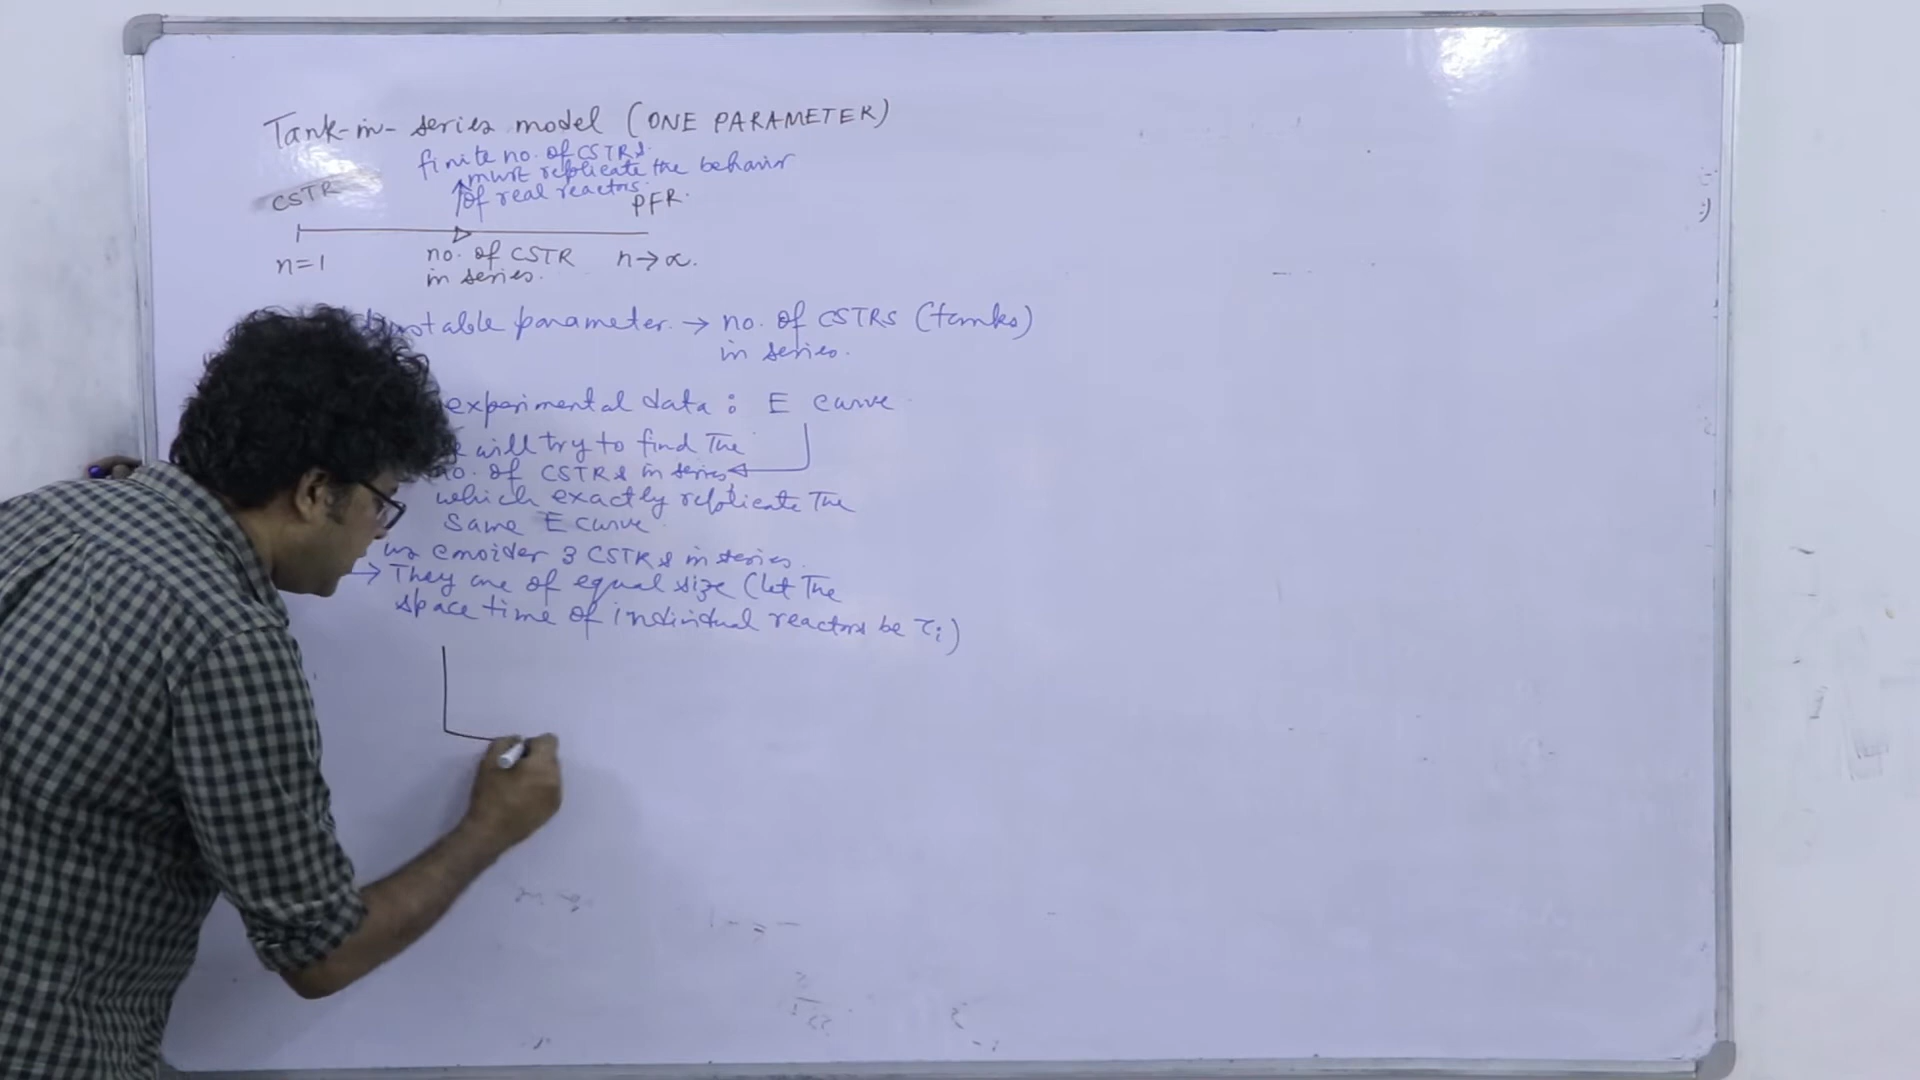 Tank-in-series model (ONE PARAMETER)
finite no. of CSTRs
must replicate the behavior
of real reactors.
CSTR
PFR.
n=1
no. of CSTR
in series.
n→∝.
parameter. → no. of CSTRS (tanks)
in series.
experimental data : E curve
will try to find The
no. of CSTRs in series
which exactly replicate The
same E curve
us consider 3 CSTRs in series.
→ They are of equal size (let The
space time of individual reactors be τi)